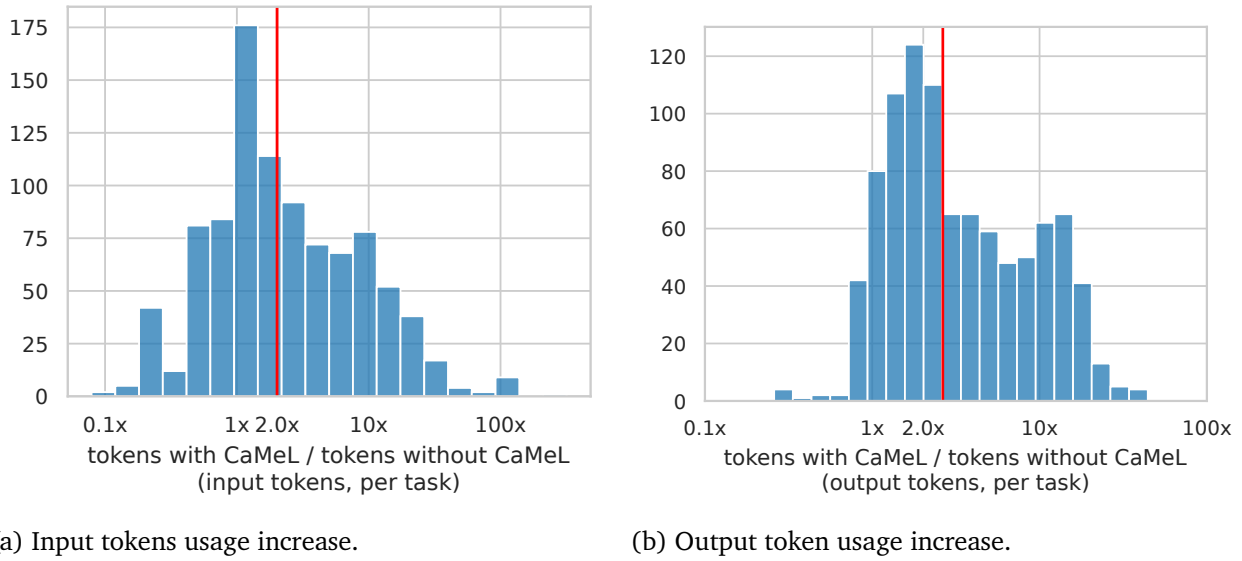 175
150
125
100
75
50
25
0
0.1x 1x 2.0x 10x 100x
tokens with CaMeL / tokens without CaMeL
(input tokens, per task)
a) Input tokens usage increase.
120
100
80
60
40
20
0
0.1x 1x 2.0x 10x 100x
tokens with CaMeL / tokens without CaMeL
(output tokens, per task)
(b) Output token usage increase.